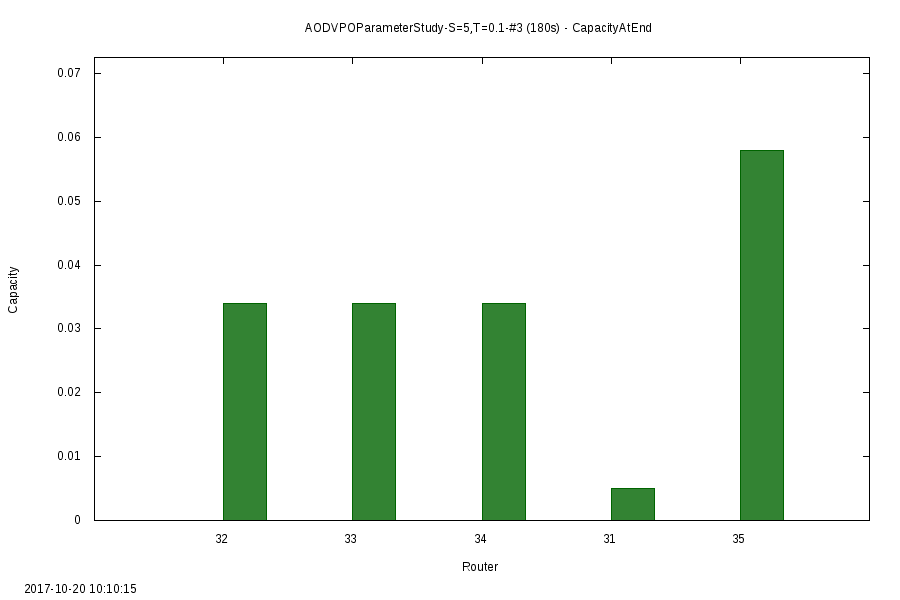 AODVPOParameterStudy-S=5,T=0.1-#3 (180s) - CapacityAtEnd
0.07
0.06
0.05
0.04
0.03
0.02
0.01
0
Capacity
32 33 34 31 35
Router
2017-10-20 10:10:15